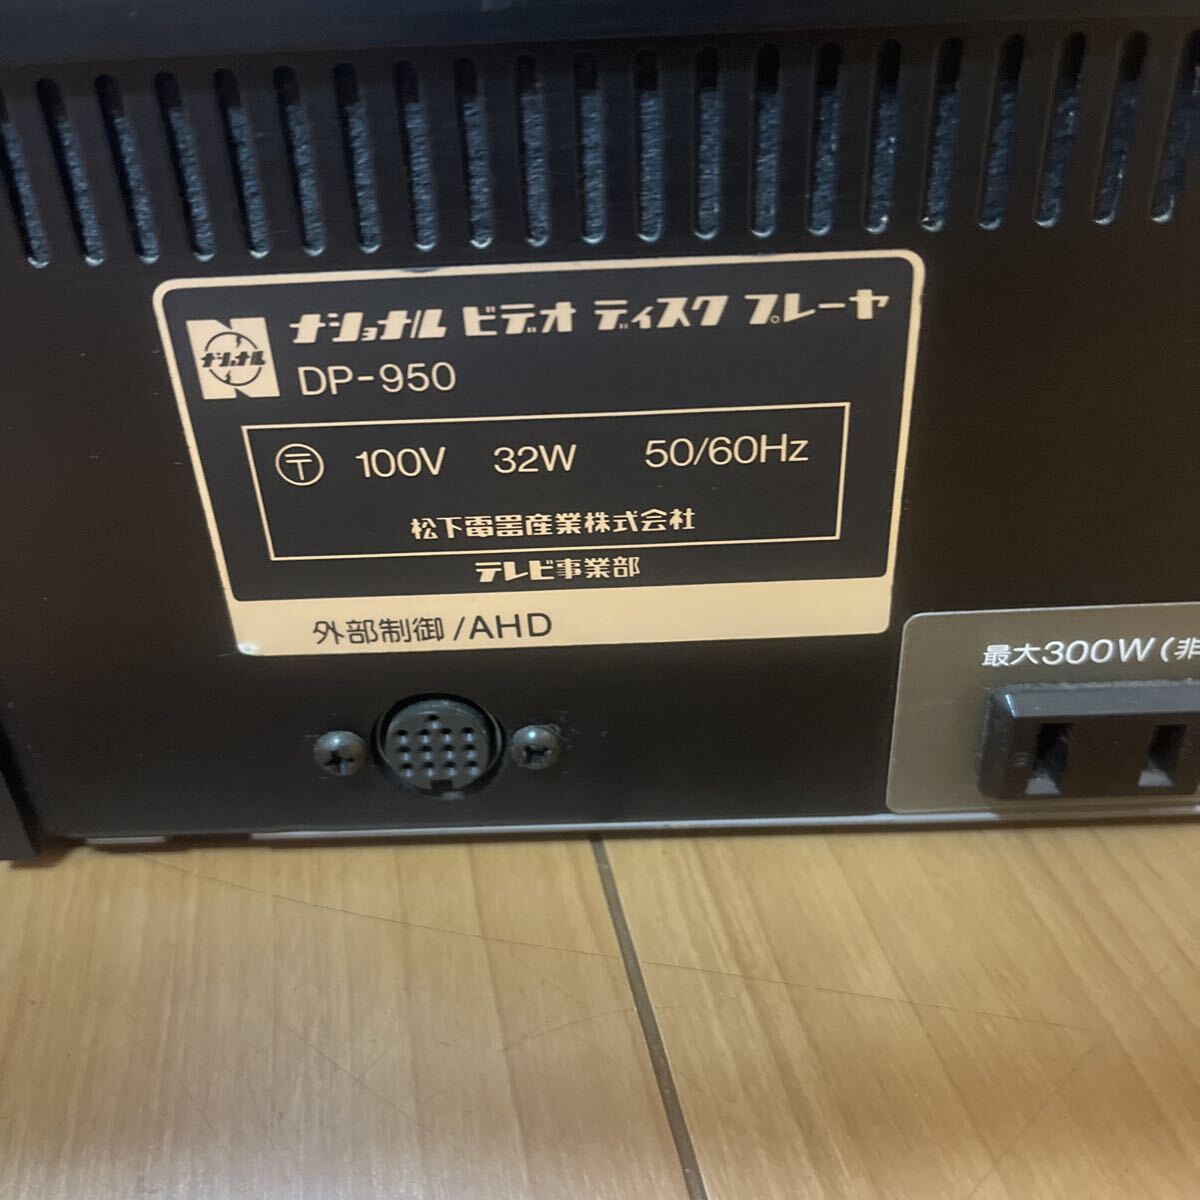 ナショナル ビデオ ディスク プレーヤ
ナショナル
DP-950
〒 100V 32W 50/60Hz
松下電器産業株式会社
テレビ事業部
外部制御/AHD
最大300W(非